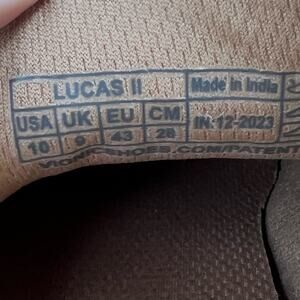 LUCAS II
Made in India
USA UK EU CM
10 9 43 28
IN-12-2023
VIONICSHOES.COM/PATENT